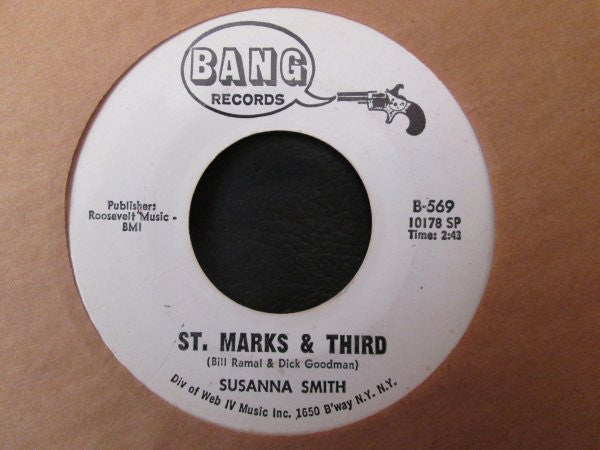 BANG
RECORDS
Publisher:
Roosevelt Music -
BMI
B-569
10178 SP
Time: 2:43
ST. MARKS & THIRD
(Bill Ramal & Dick Goodman)
SUSANNA SMITH
Div of Web IV Music Inc. 1650 B'way N.Y. N.Y.